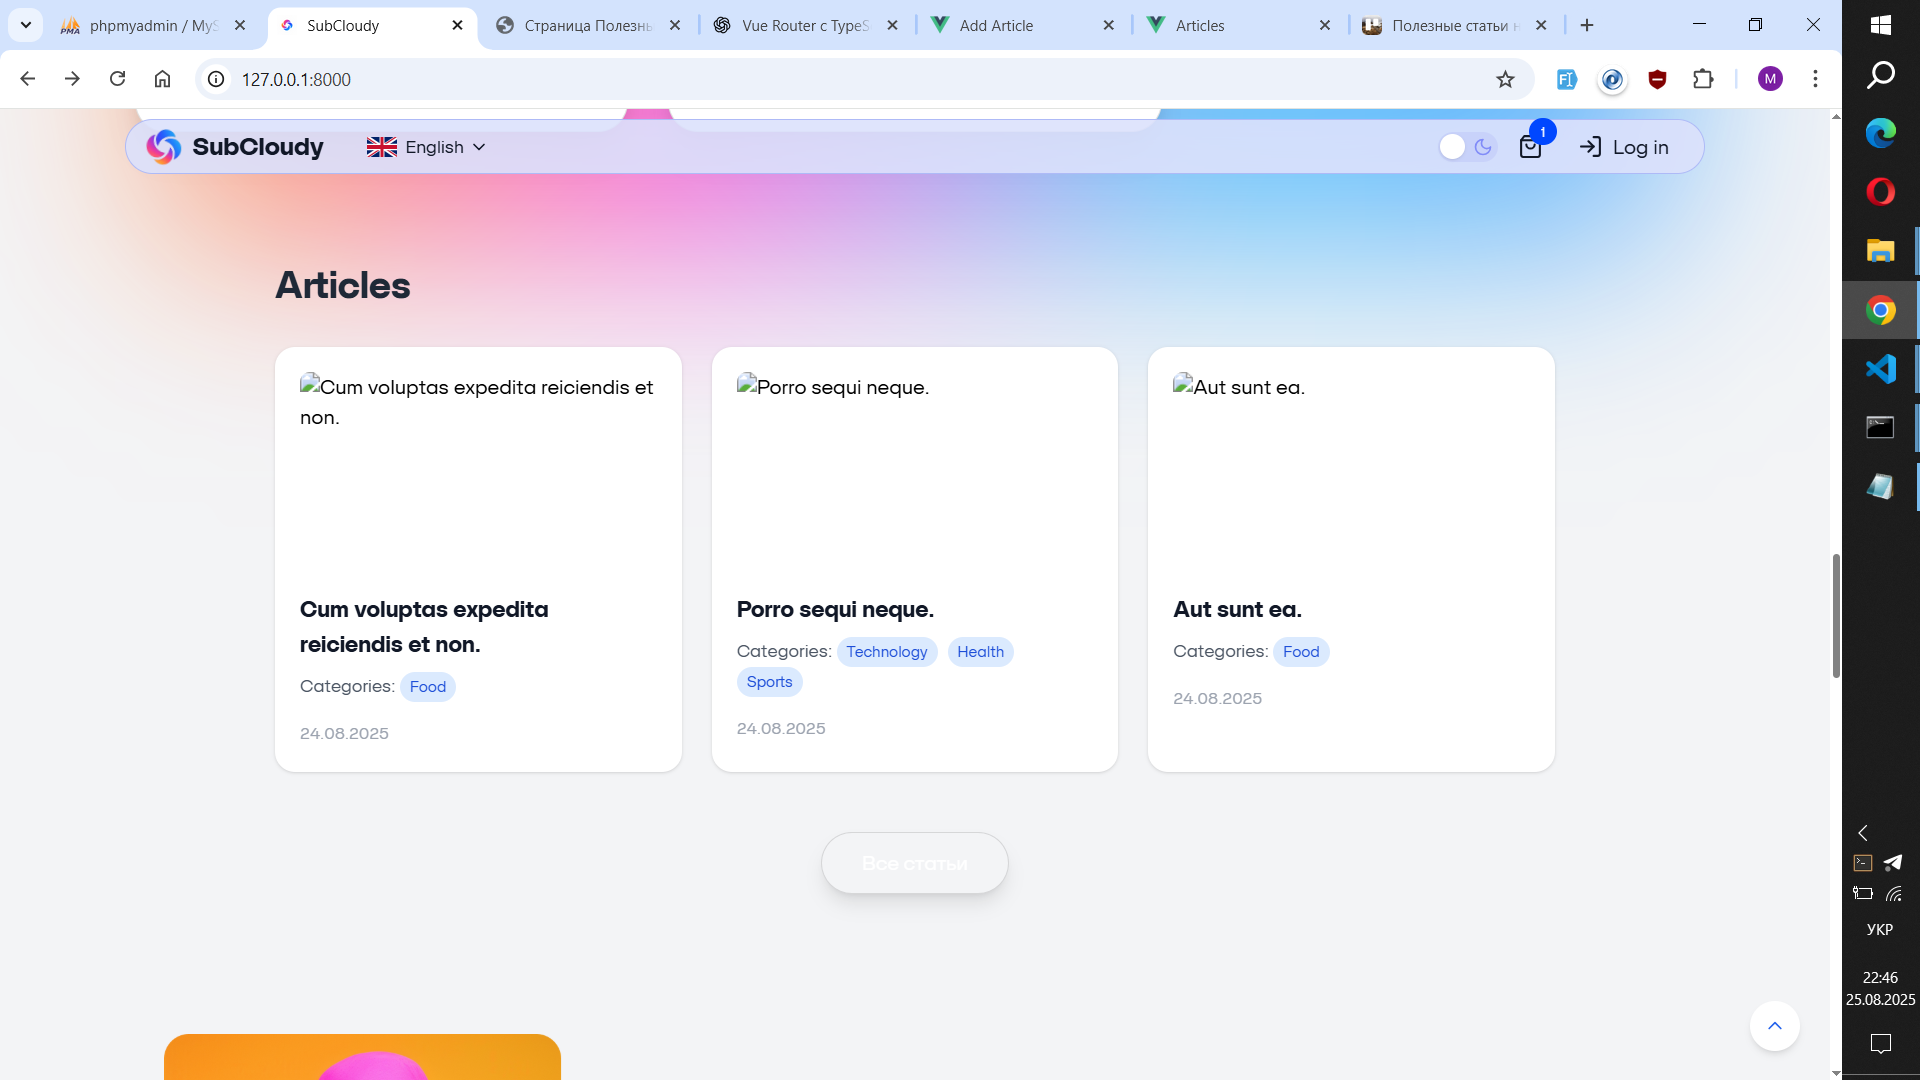 phpmyadmin / MyS
SubCloudy
Страница Полезнь
Vue Router с TypeS
Add Article
Articles
Полезные статьи н
127.0.0.1:8000
M
SubCloudy
English
1
Log in
Articles
Cum voluptas expedita reiciendis et
non.
Porro sequi neque.
Aut sunt ea.
Cum voluptas expedita
reiciendis et non.
Categories: Food
24.08.2025
Porro sequi neque.
Categories: Technology Health
Sports
24.08.2025
Aut sunt ea.
Categories: Food
24.08.2025
Все статьи
УКР
22:46
25.08.2025